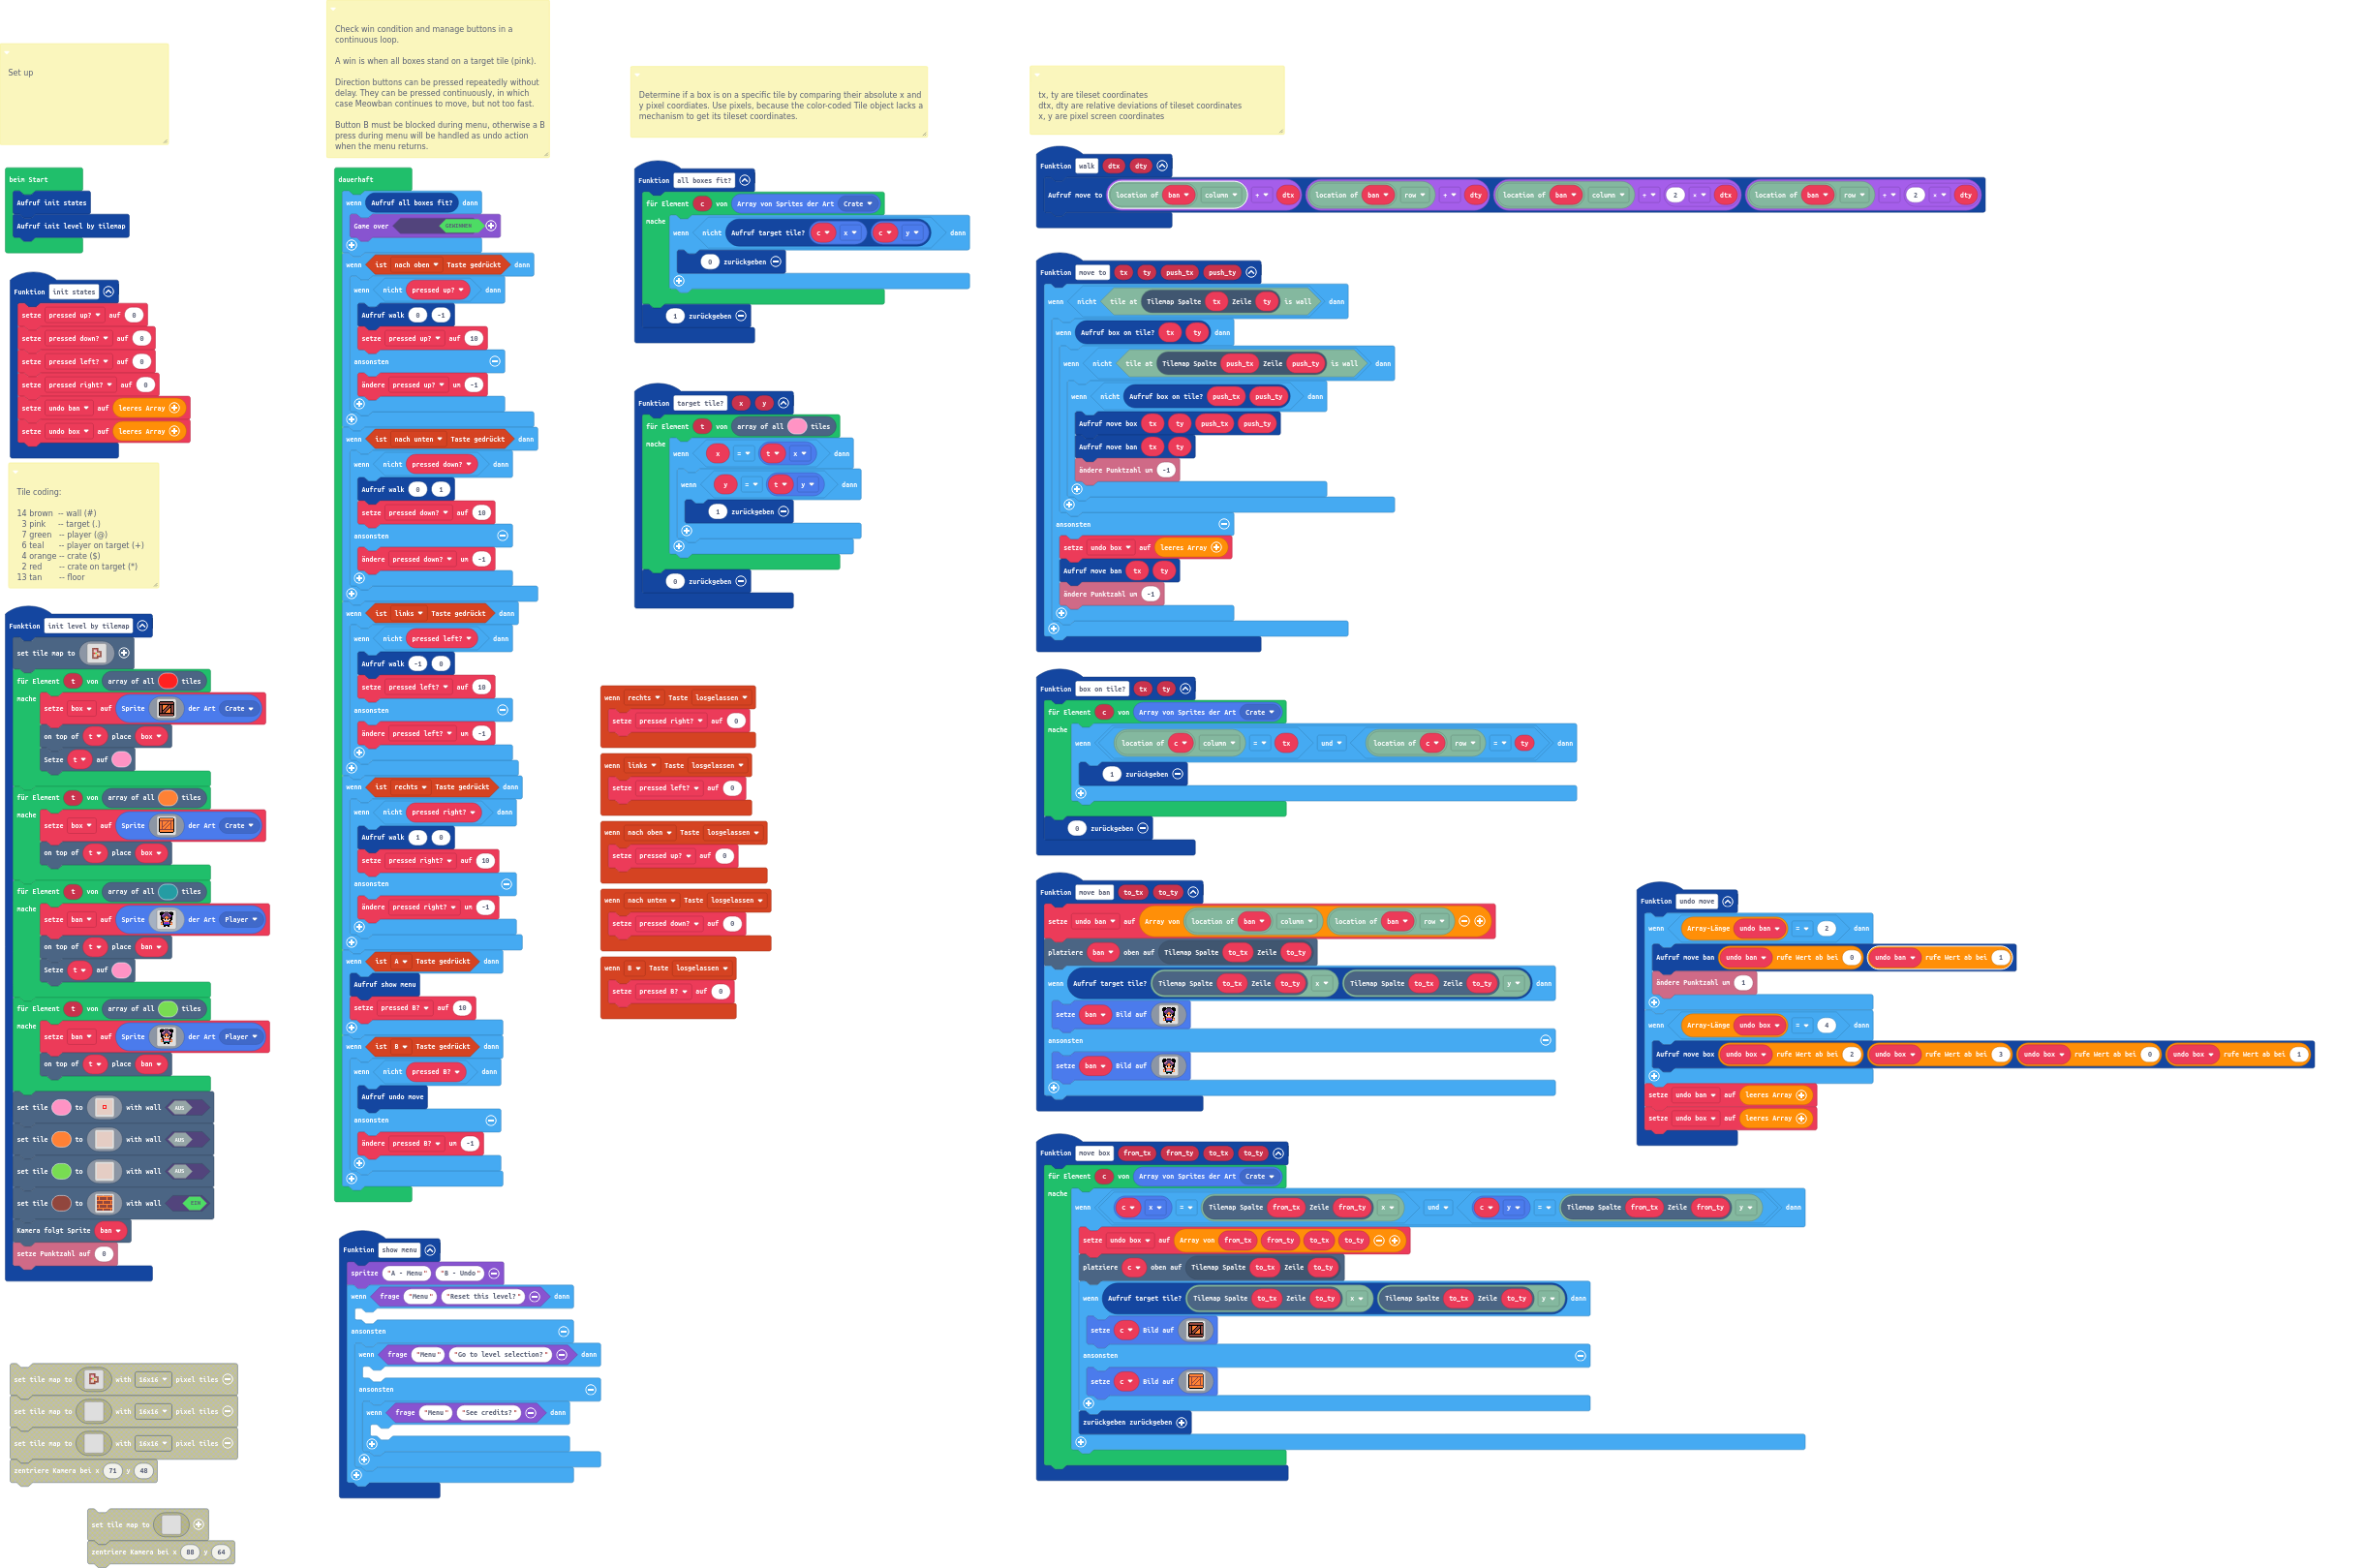 Set up
beim Start
Aufruf init states
Aufruf init level by tilemap
Funktion init states
setze pressed up? auf 0
setze pressed down? auf 0
setze pressed left? auf 0
setze pressed right? auf 0
setze undo ban auf leeres Array
setze undo box auf leeres Array
Tile coding:
14 brown -- wall (#)
3 pink -- target (.)
7 green -- player (@)
6 teal -- player on target (+)
4 orange -- crate ($)
2 red -- crate on target (*)
13 tan -- floor
Funktion init level by tilemap
set tile map to
für Element t von array of all tiles
mache
setze box auf Sprite der Art Crate
on top of t place box
Setze t auf
für Element t von array of all tiles
mache
setze box auf Sprite der Art Crate
on top of t place box
für Element t von array of all tiles
mache
setze ban auf Sprite der Art Player
on top of t place ban
Setze t auf
für Element t von array of all tiles
mache
setze ban auf Sprite der Art Player
on top of t place ban
set tile to with wall AUS
set tile to with wall AUS
set tile to with wall AUS
set tile to with wall EIN
Kamera folgt Sprite ban
setze Punktzahl auf 0
set tile map to with 16x16 pixel tiles
set tile map to with 16x16 pixel tiles
set tile map to with 16x16 pixel tiles
zentriere Kamera bei x 71 y 48
set tile map to
zentriere Kamera bei x 88 y 64
Check win condition and manage buttons in a
continuous loop.
A win is when all boxes stand on a target tile (pink).
Direction buttons can be pressed repeatedly without
delay. They can be pressed continuously, in which
case Meowban continues to move, but not too fast.
Button B must be blocked during menu, otherwise a B
press during menu will be handled as undo action
when the menu returns.
dauerhaft
wenn Aufruf all boxes fit? dann
Game over GEWINNEN
wenn ist nach oben Taste gedrückt dann
wenn nicht pressed up? dann
Aufruf walk 0 -1
setze pressed up? auf 10
ansonsten
ändere pressed up? um -1
wenn ist nach unten Taste gedrückt dann
wenn nicht pressed down? dann
Aufruf walk 0 1
setze pressed down? auf 10
ansonsten
ändere pressed down? um -1
wenn ist links Taste gedrückt dann
wenn nicht pressed left? dann
Aufruf walk -1 0
setze pressed left? auf 10
ansonsten
ändere pressed left? um -1
wenn ist rechts Taste gedrückt dann
wenn nicht pressed right? dann
Aufruf walk 1 0
setze pressed right? auf 10
ansonsten
ändere pressed right? um -1
wenn ist A Taste gedrückt dann
Aufruf show menu
setze pressed B? auf 10
wenn ist B Taste gedrückt dann
wenn nicht pressed B? dann
Aufruf undo move
ansonsten
ändere pressed B? um -1
Funktion show menu
spritze "A - Menu" "B - Undo"
wenn frage "Menu" "Reset this level?" dann
ansonsten
wenn frage "Menu" "Go to level selection?" dann
ansonsten
wenn frage "Menu" "See credits?" dann
Determine if a box is on a specific tile by comparing their absolute x and
y pixel coordiates. Use pixels, because the color-coded Tile object lacks a
mechanism to get its tileset coordinates.
Funktion all boxes fit?
für Element c von Array von Sprites der Art Crate
mache
wenn nicht Aufruf target tile? c x c y dann
0 zurückgeben
1 zurückgeben
Funktion target tile? x y
für Element t von array of all tiles
mache
wenn x = t x dann
wenn y = t y dann
1 zurückgeben
0 zurückgeben
wenn rechts Taste losgelassen
setze pressed right? auf 0
wenn links Taste losgelassen
setze pressed left? auf 0
wenn nach oben Taste losgelassen
setze pressed up? auf 0
wenn nach unten Taste losgelassen
setze pressed down? auf 0
wenn B Taste losgelassen
setze pressed B? auf 0
tx, ty are tileset coordinates
dtx, dty are relative deviations of tileset coordinates
x, y are pixel screen coordinates
Funktion walk dtx dty
Aufruf move to location of ban column + dtx location of ban row + dty location of ban column + 2 × dtx location of ban row + 2 × dty
Funktion move to tx ty push_tx push_ty
wenn nicht tile at Tilemap Spalte tx Zeile ty is wall dann
wenn Aufruf box on tile? tx ty dann
wenn nicht tile at Tilemap Spalte push_tx Zeile push_ty is wall dann
wenn nicht Aufruf box on tile? push_tx push_ty dann
Aufruf move box tx ty push_tx push_ty
Aufruf move ban tx ty
ändere Punktzahl um -1
ansonsten
setze undo box auf leeres Array
Aufruf move ban tx ty
ändere Punktzahl um -1
Funktion box on tile? tx ty
für Element c von Array von Sprites der Art Crate
mache
wenn location of c column = tx und location of c row = ty dann
1 zurückgeben
0 zurückgeben
Funktion move ban to_tx to_ty
setze undo ban auf Array von location of ban column location of ban row
platziere ban oben auf Tilemap Spalte to_tx Zeile to_ty
wenn Aufruf target tile? Tilemap Spalte to_tx Zeile to_ty x Tilemap Spalte to_tx Zeile to_ty y dann
setze ban Bild auf
ansonsten
setze ban Bild auf
Funktion move box from_tx from_ty to_tx to_ty
für Element c von Array von Sprites der Art Crate
mache
wenn c x = Tilemap Spalte from_tx Zeile from_ty x und c y = Tilemap Spalte from_tx Zeile from_ty y dann
setze undo box auf Array von from_tx from_ty to_tx to_ty
platziere c oben auf Tilemap Spalte to_tx Zeile to_ty
wenn Aufruf target tile? Tilemap Spalte to_tx Zeile to_ty x Tilemap Spalte to_tx Zeile to_ty y dann
setze c Bild auf
ansonsten
setze c Bild auf
zurückgeben zurückgeben
Funktion undo move
wenn Array-Länge undo ban = 2 dann
Aufruf move ban undo ban rufe Wert ab bei 0 undo ban rufe Wert ab bei 1
ändere Punktzahl um 1
wenn Array-Länge undo box = 4 dann
Aufruf move box undo box rufe Wert ab bei 2 undo box rufe Wert ab bei 3 undo box rufe Wert ab bei 0 undo box rufe Wert ab bei 1
setze undo ban auf leeres Array
setze undo box auf leeres Array